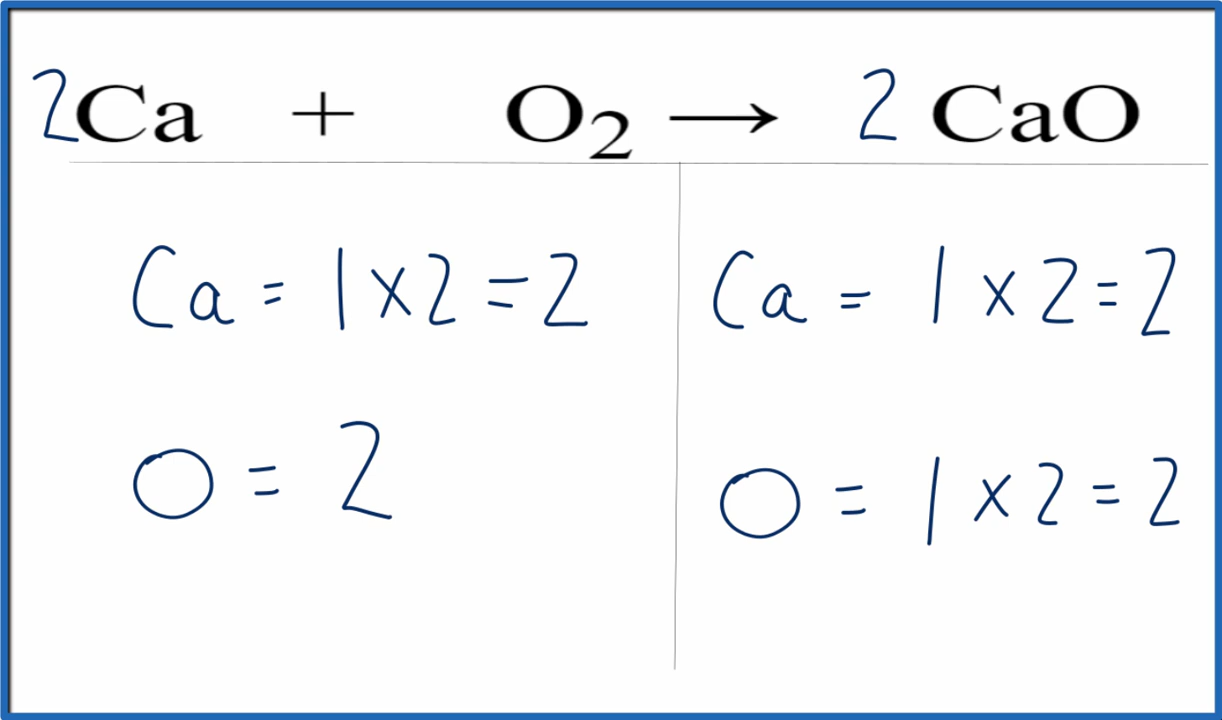 2Ca + O₂ → 2 CaO
Ca = 1 x 2 = 2
Ca = 1 x 2 = 2
O = 2
O = 1 x 2 = 2